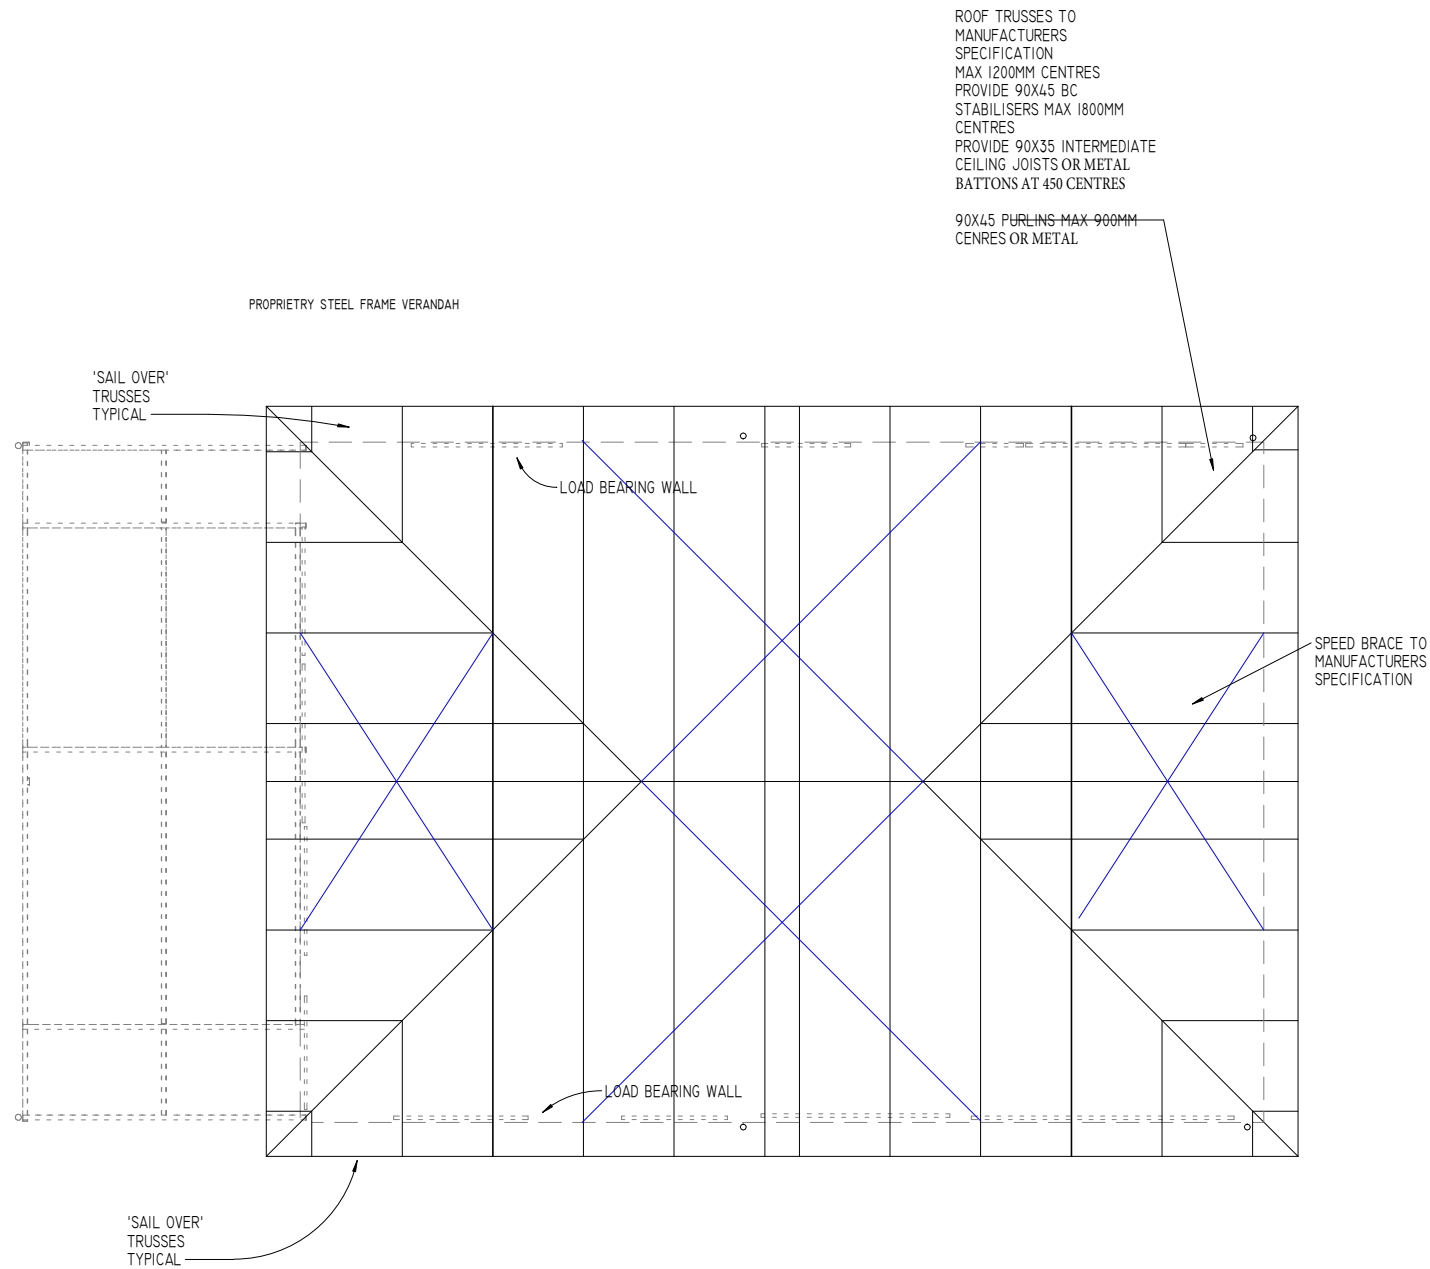 ROOF TRUSSES TO
MANUFACTURERS
SPECIFICATION
MAX 1200MM CENTRES
PROVIDE 90X45 BC
STABILISERS MAX 1800MM
CENTRES
PROVIDE 90X35 INTERMEDIATE
CEILING JOISTS OR METAL
BATTONS AT 450 CENTRES
90X45 PURLINS MAX 900MM
CENRES OR METAL
PROPRIETRY STEEL FRAME VERANDAH
'SAIL OVER'
TRUSSES
TYPICAL
LOAD BEARING WALL
SPEED BRACE TO
MANUFACTURERS
SPECIFICATION
LOAD BEARING WALL
'SAIL OVER'
TRUSSES
TYPICAL